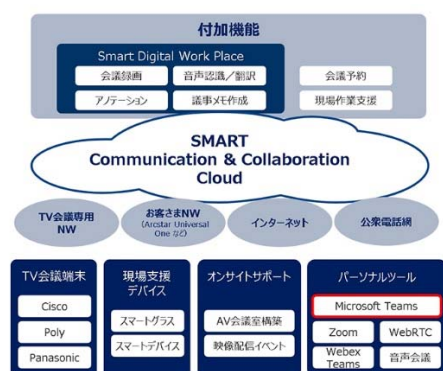 付加機能
Smart Digital Work Place
会議録画
音声認識／翻訳
会議予約
アノテーション
議事メモ作成
現場作業支援
SMART
Communication & Collaboration
Cloud
TV会議専用
NW
お客さまNW
(Arcstar Universal
One など)
インターネット
公衆電話網
TV会議端末
Cisco
Poly
Panasonic
現場支援
デバイス
スマートグラス
スマートデバイス
オンサイトサポート
AV会議室構築
映像配信イベント
パーソナルツール
Microsoft Teams
Zoom
WebRTC
Webex
Teams
音声会議